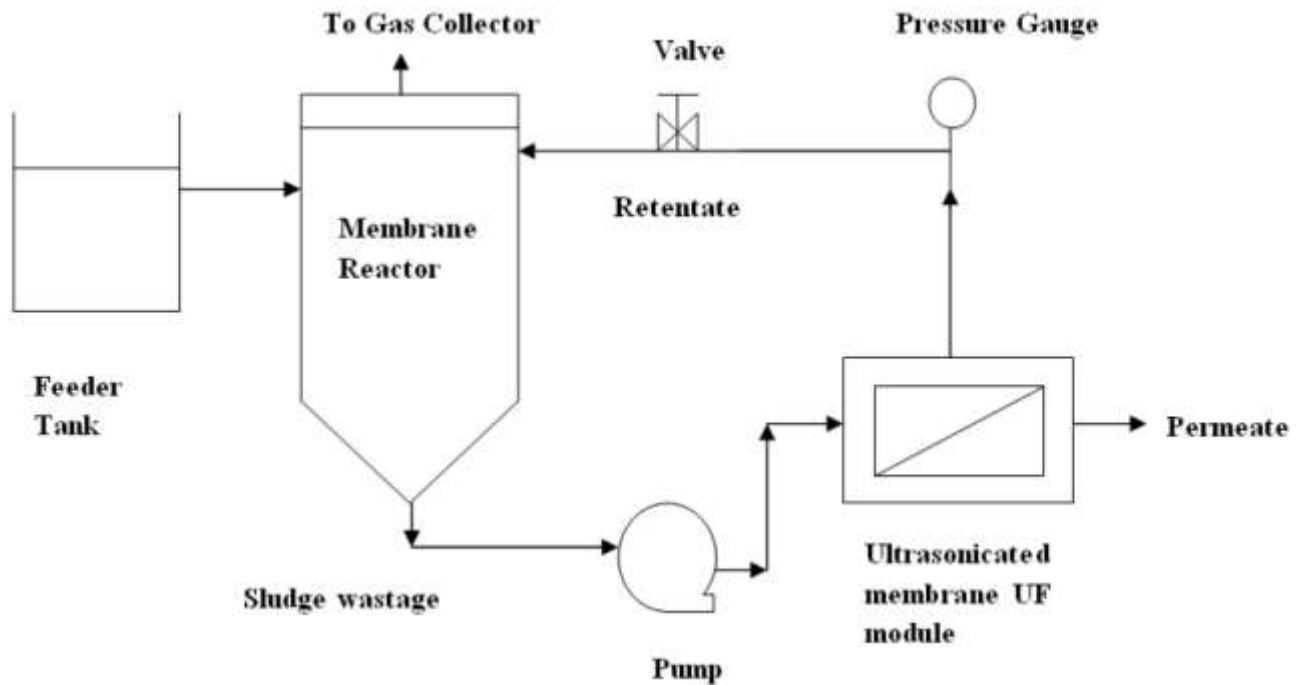 To Gas Collector
Valve
Pressure Gauge
Membrane
Reactor
Retentate
Feeder
Tank
Permeate
Sludge wastage
Pump
Ultrasonicated
membrane UF
module